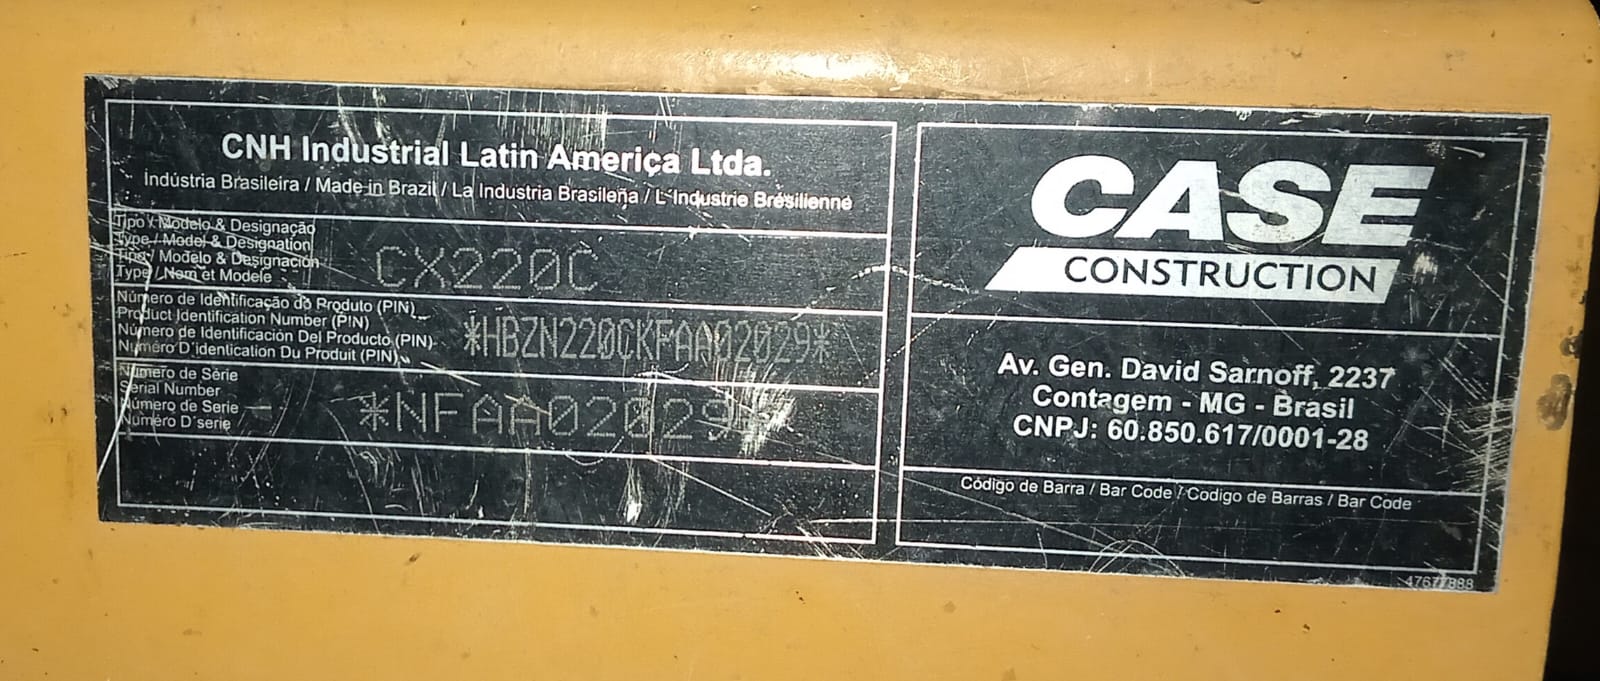 CNH Industrial Latin America Ltda.
Indústria Brasileira / Made in Brazil / La Industria Brasileña / L´Industrie Brésilienne
Tipo / Modelo & Designação
Type / Model & Designation
Tipo / Modelo & Designación
Type / Nom et Modele
CX220C
Número de Identificação do Produto (PIN)
Product Identification Number (PIN)
Número de Identificación Del Producto (PIN)
Numéro D´identication Du Produit (PIN)
*HBZN220CKFAA02029*
Número de Série
Serial Number
Número de Serie
Numéro D´serie
*NFAA02029*
CASE
CONSTRUCTION
Av. Gen. David Sarnoff, 2237
Contagem - MG - Brasil
CNPJ: 60.850.617/0001-28
Código de Barra / Bar Code / Codigo de Barras / Bar Code
47677888